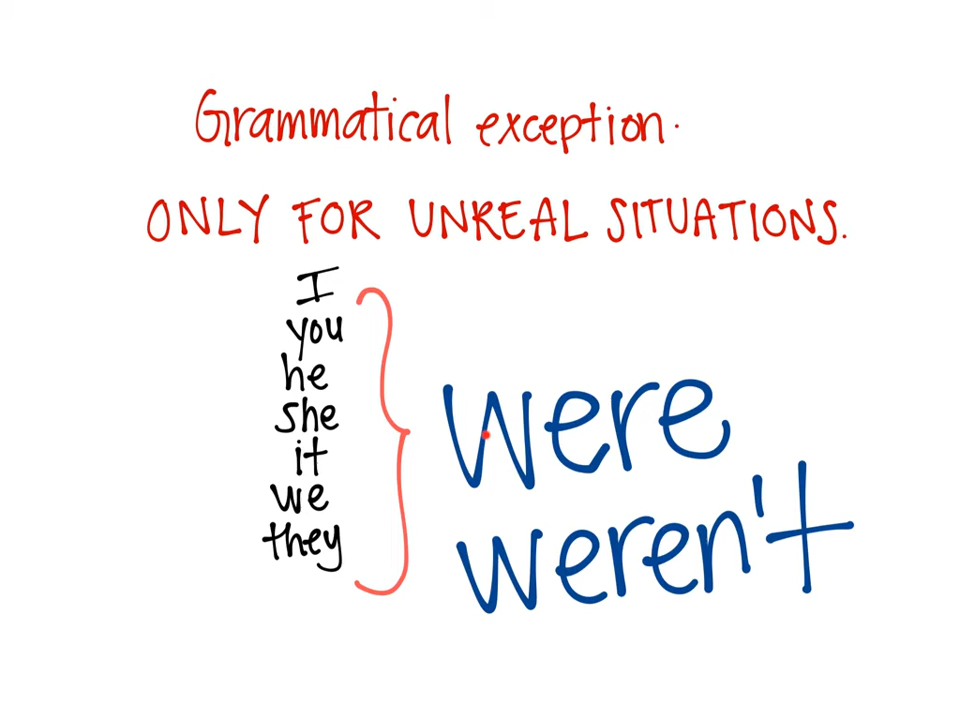 Grammatical exception.
ONLY FOR UNREAL SITUATIONS.
I
you
he
she
it
we
they
were
weren't